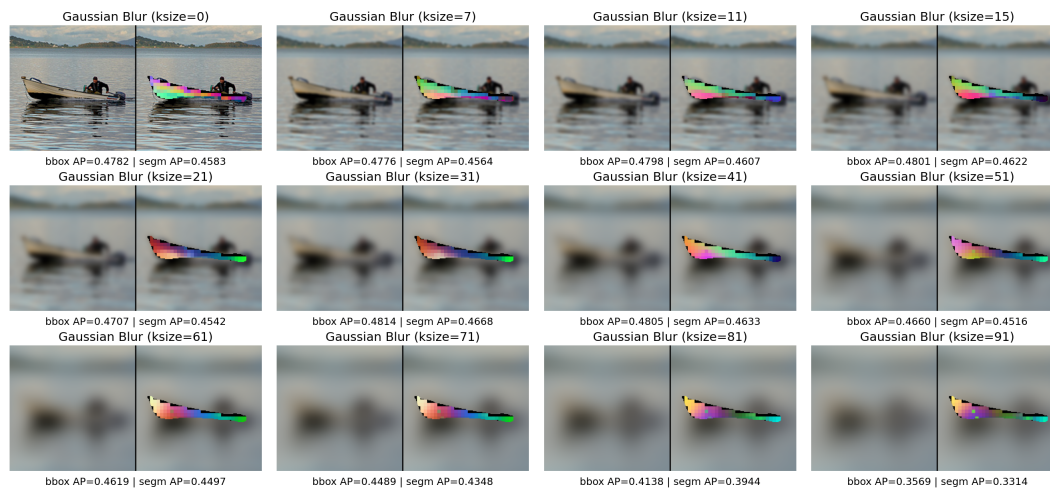 Gaussian Blur (ksize=0)
Gaussian Blur (ksize=7)
Gaussian Blur (ksize=11)
Gaussian Blur (ksize=15)
bbox AP=0.4782 | segm AP=0.4583
bbox AP=0.4776 | segm AP=0.4564
bbox AP=0.4798 | segm AP=0.4607
bbox AP=0.4801 | segm AP=0.4622
Gaussian Blur (ksize=21)
Gaussian Blur (ksize=31)
Gaussian Blur (ksize=41)
Gaussian Blur (ksize=51)
bbox AP=0.4707 | segm AP=0.4542
bbox AP=0.4814 | segm AP=0.4668
bbox AP=0.4805 | segm AP=0.4633
bbox AP=0.4660 | segm AP=0.4516
Gaussian Blur (ksize=61)
Gaussian Blur (ksize=71)
Gaussian Blur (ksize=81)
Gaussian Blur (ksize=91)
bbox AP=0.4619 | segm AP=0.4497
bbox AP=0.4489 | segm AP=0.4348
bbox AP=0.4138 | segm AP=0.3944
bbox AP=0.3569 | segm AP=0.3314